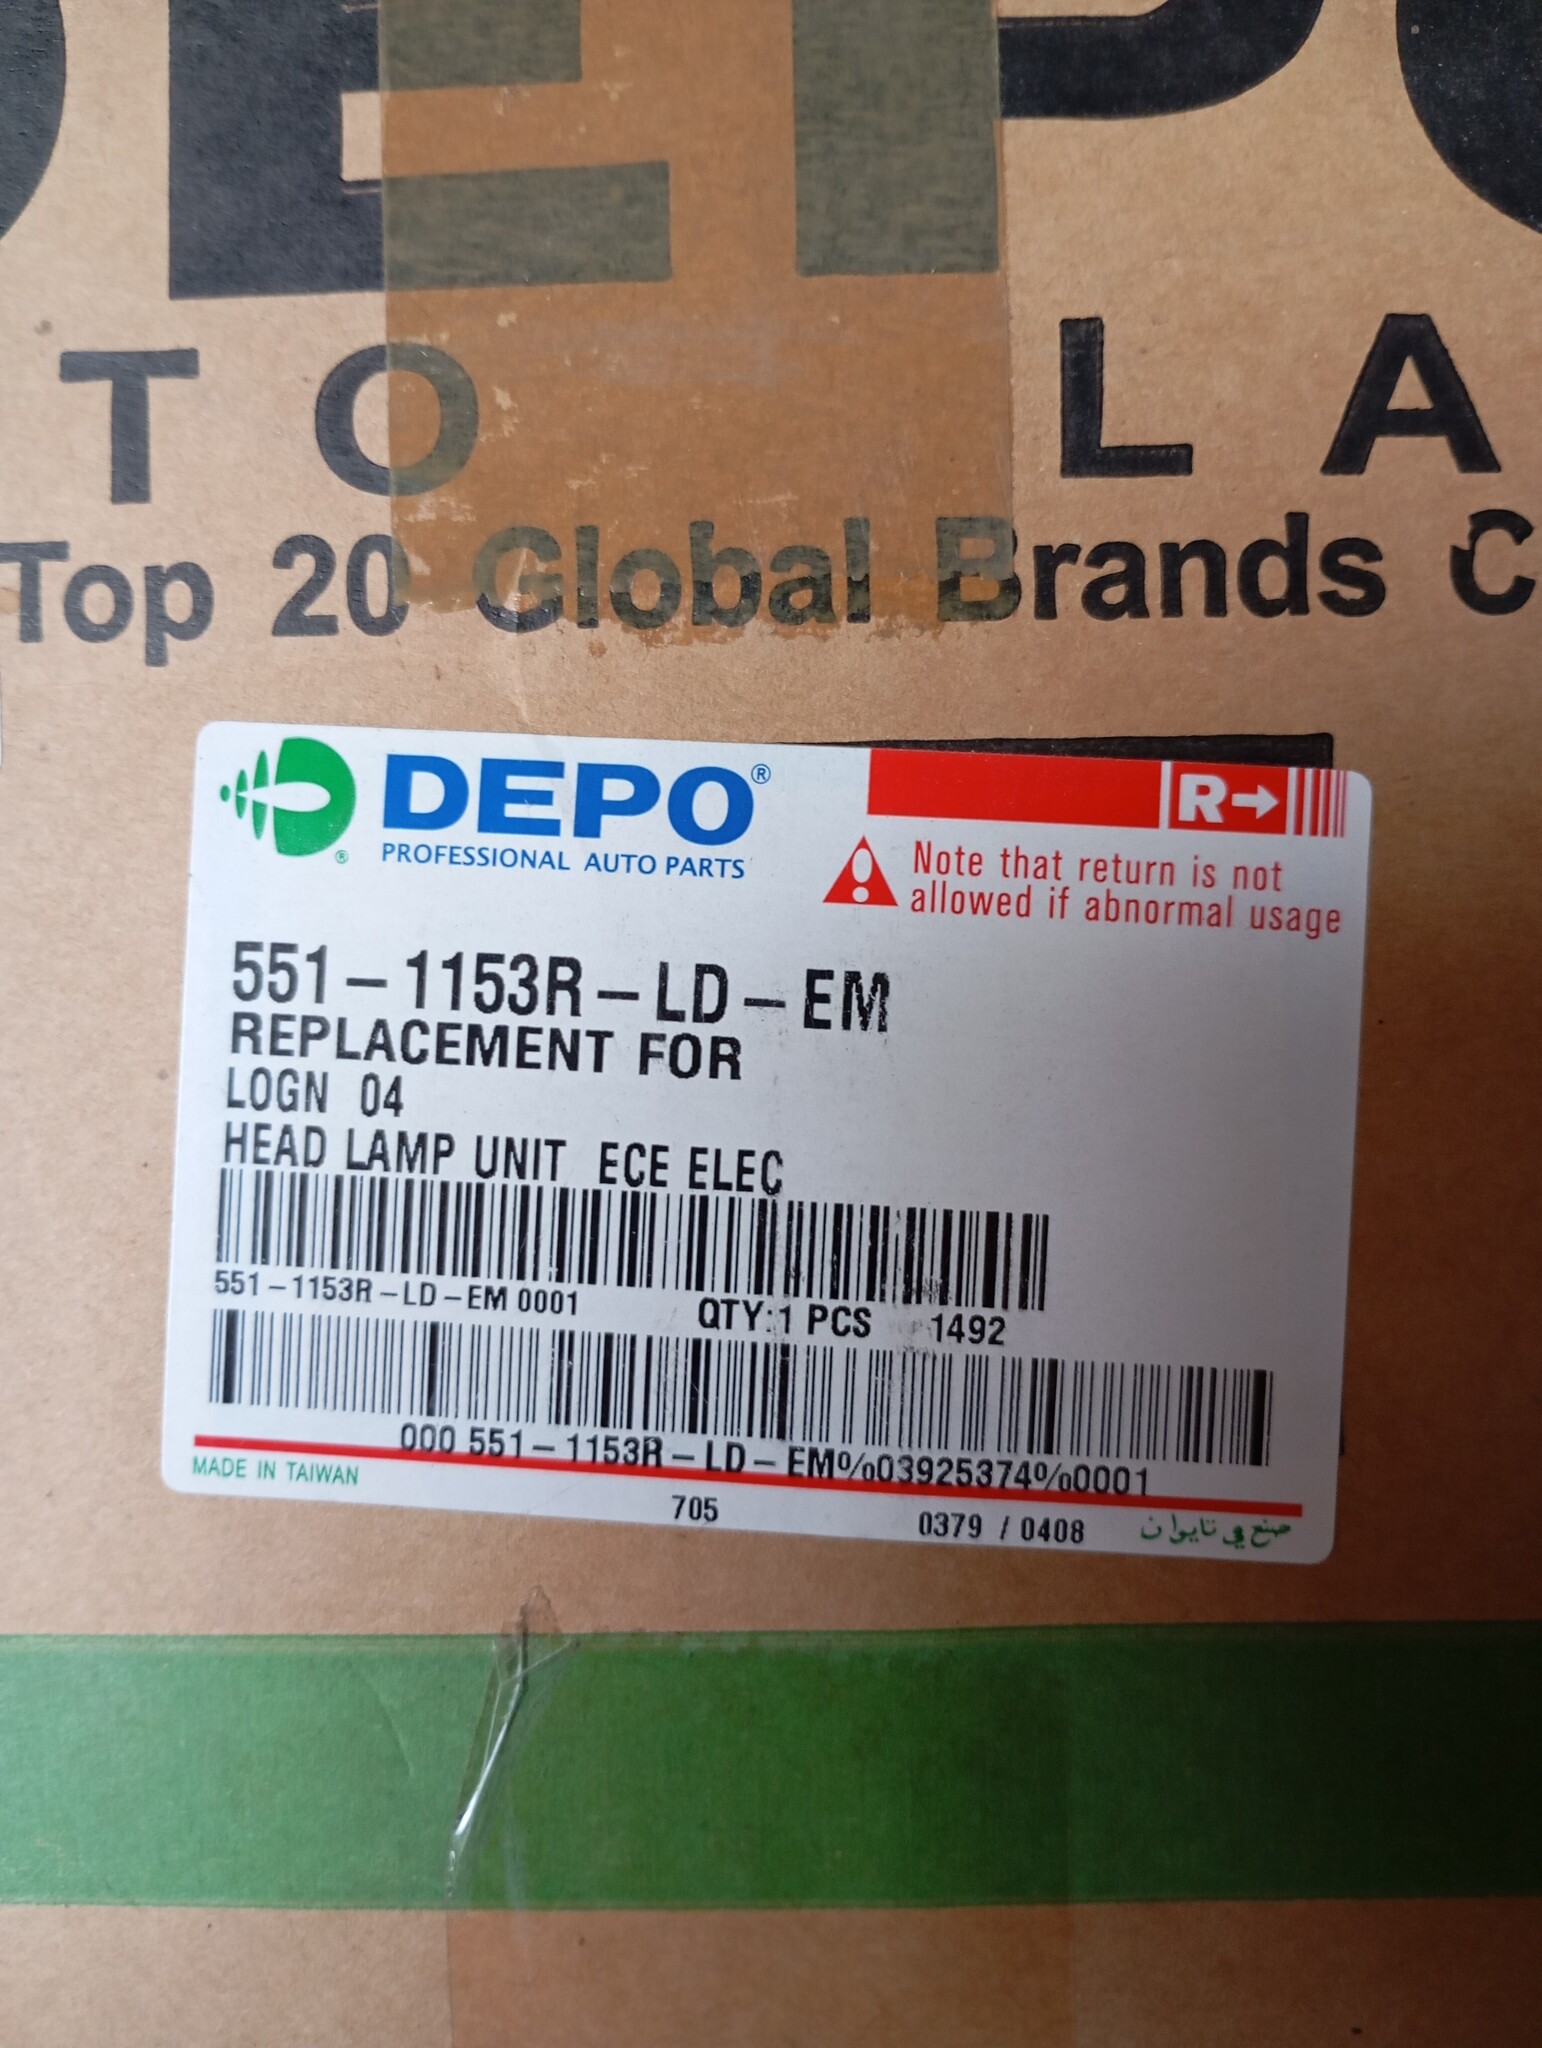 DEPO
T O L A
Top 20 Global Brands
DEPO®
PROFESSIONAL AUTO PARTS
R→
Note that return is not
allowed if abnormal usage
551-1153R-LD-EM
REPLACEMENT FOR
LOGN 04
HEAD LAMP UNIT ECE ELEC
551-1153R-LD-EM 0001 QTY:1 PCS 1492
000 551-1153R-LD-EM%03925374%0001
MADE IN TAIWAN
705 0379 / 0408 صنع في تايوان